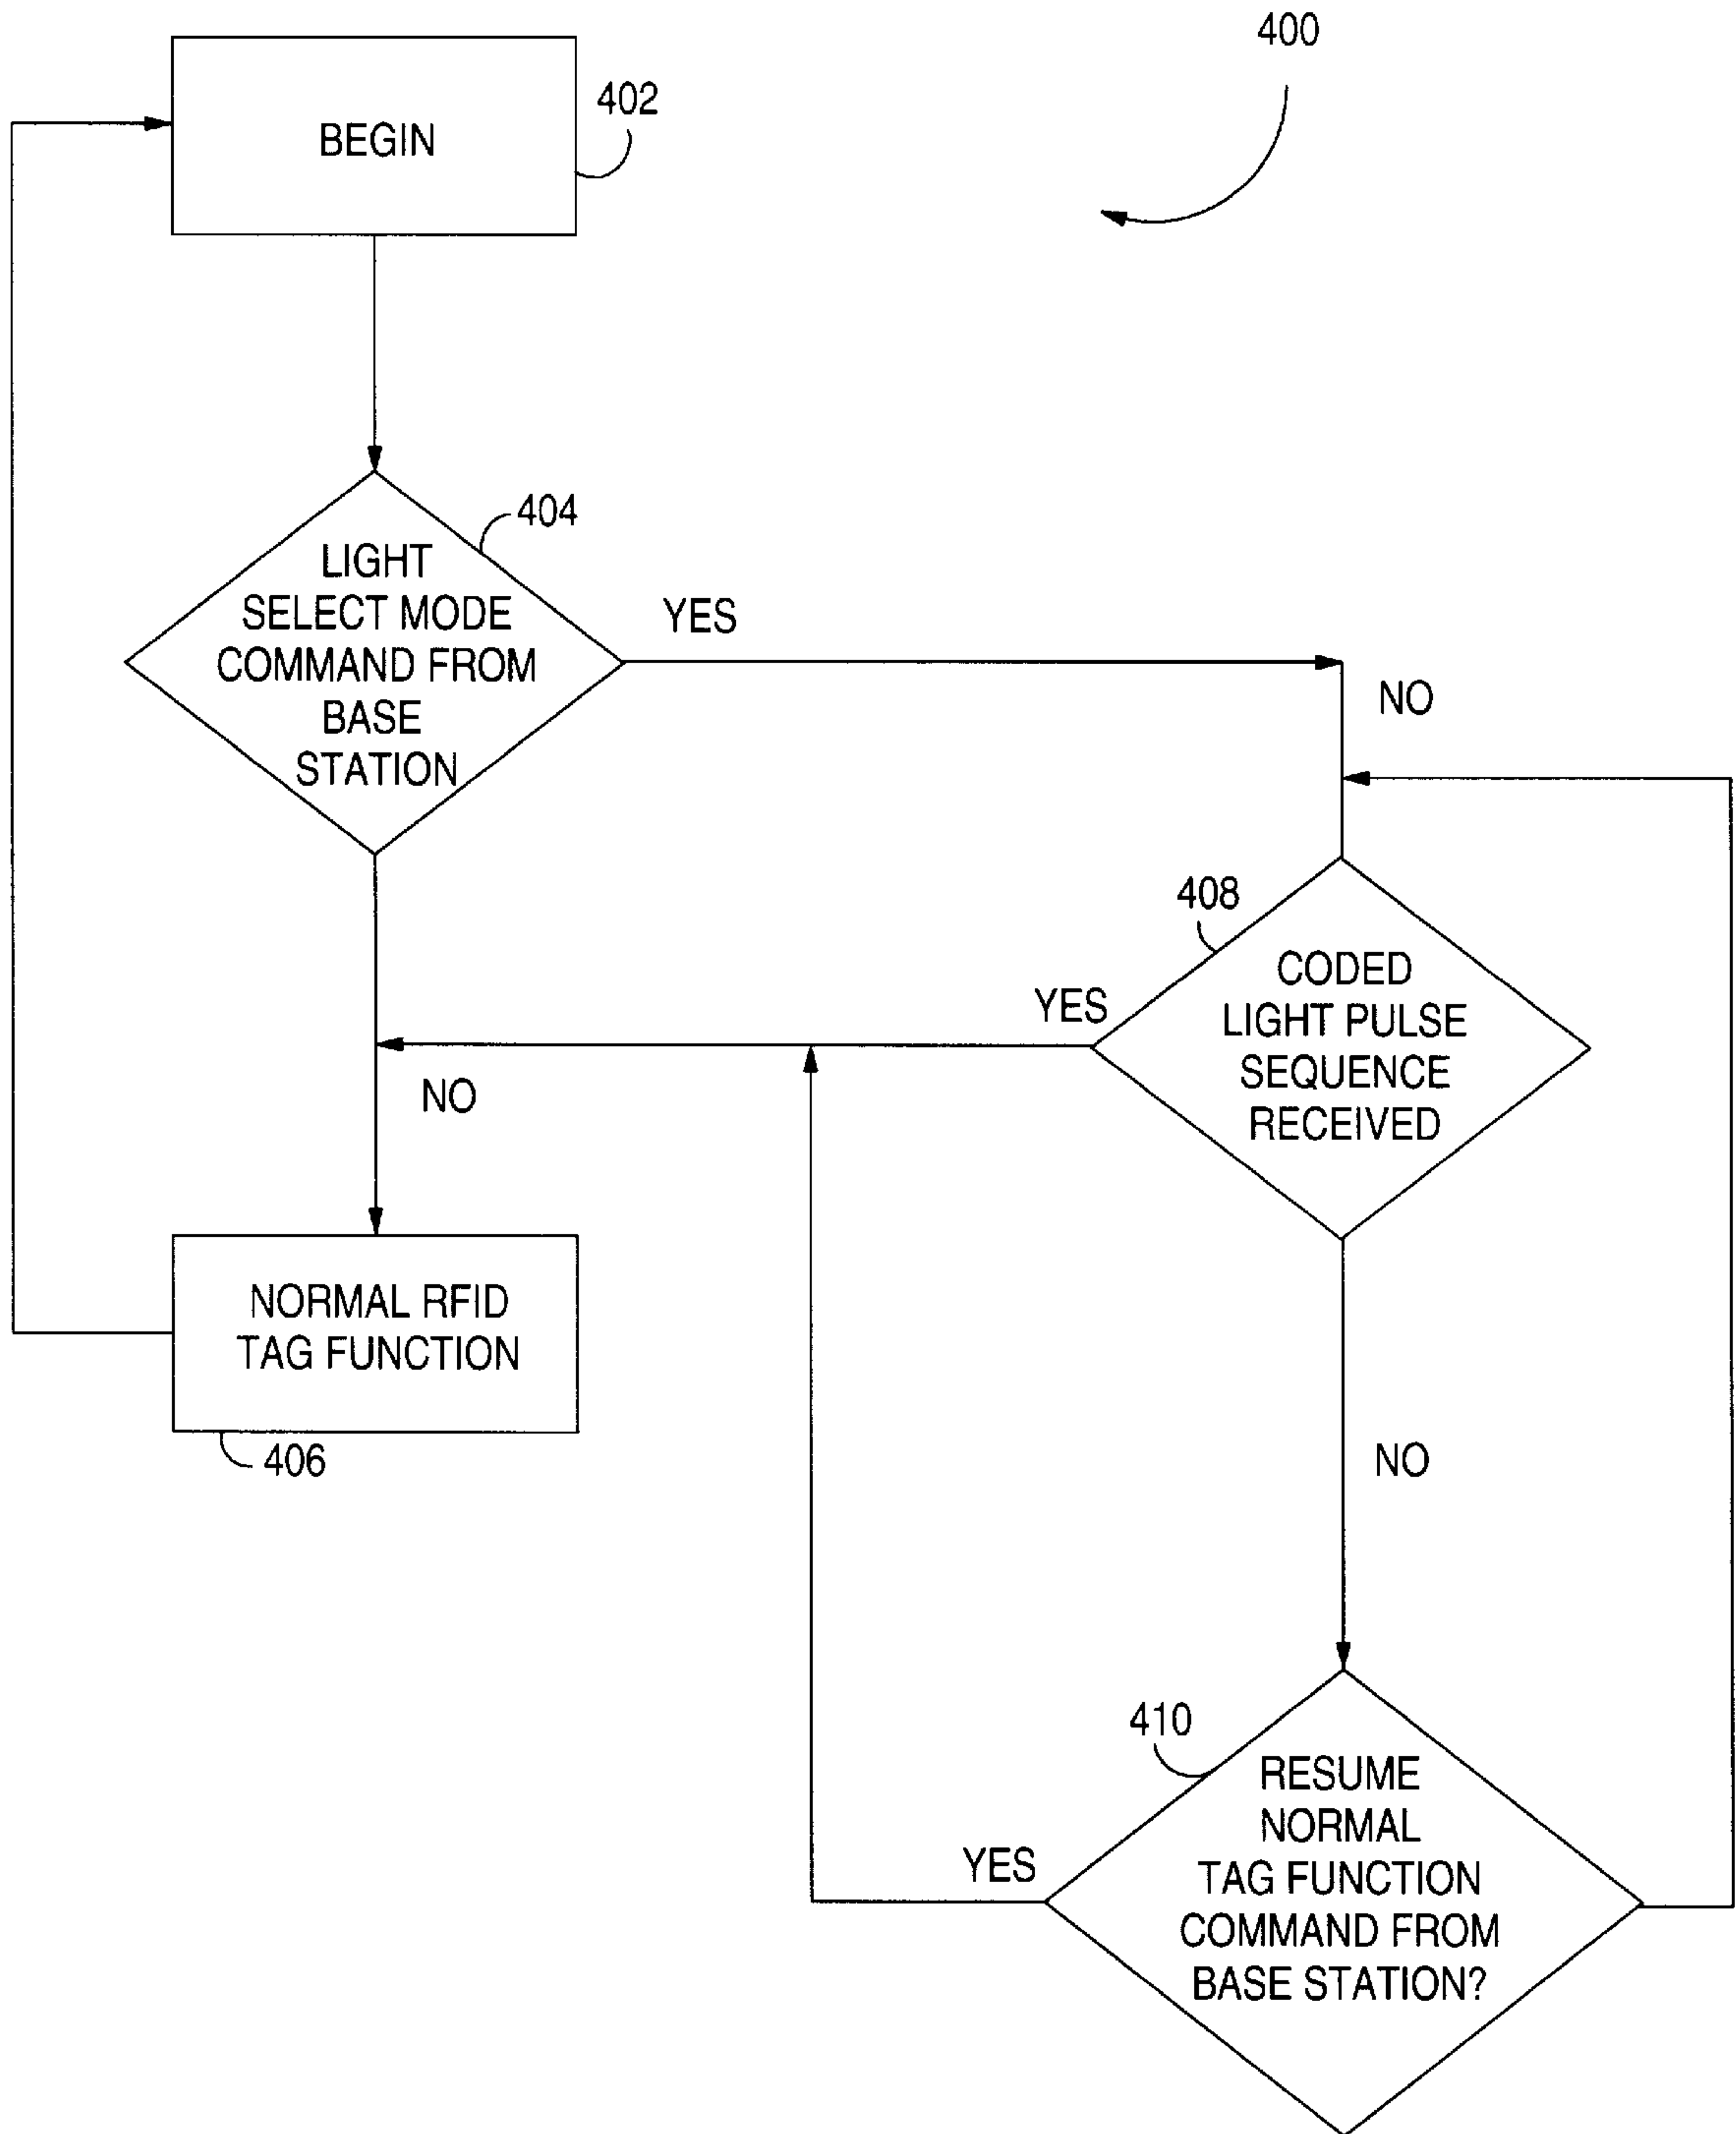 400
402
BEGIN
404
LIGHT
SELECT MODE
COMMAND FROM
BASE
STATION
YES
NO
408
CODED
LIGHT PULSE
SEQUENCE
RECEIVED
YES
NO
NORMAL RFID
TAG FUNCTION
406
NO
410
RESUME
NORMAL
TAG FUNCTION
COMMAND FROM
BASE STATION?
YES